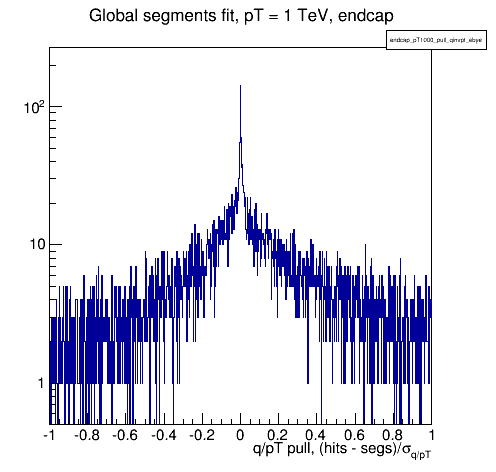 Global segments fit, pT = 1 TeV, endcap
endcap_pT1000_pull_qinvpt_ebye
10²
10
1
-1 -0.8 -0.6 -0.4 -0.2 0 0.2 0.4 0.6 0.8 1
q/pT pull, (hits - segs)/σq/pT